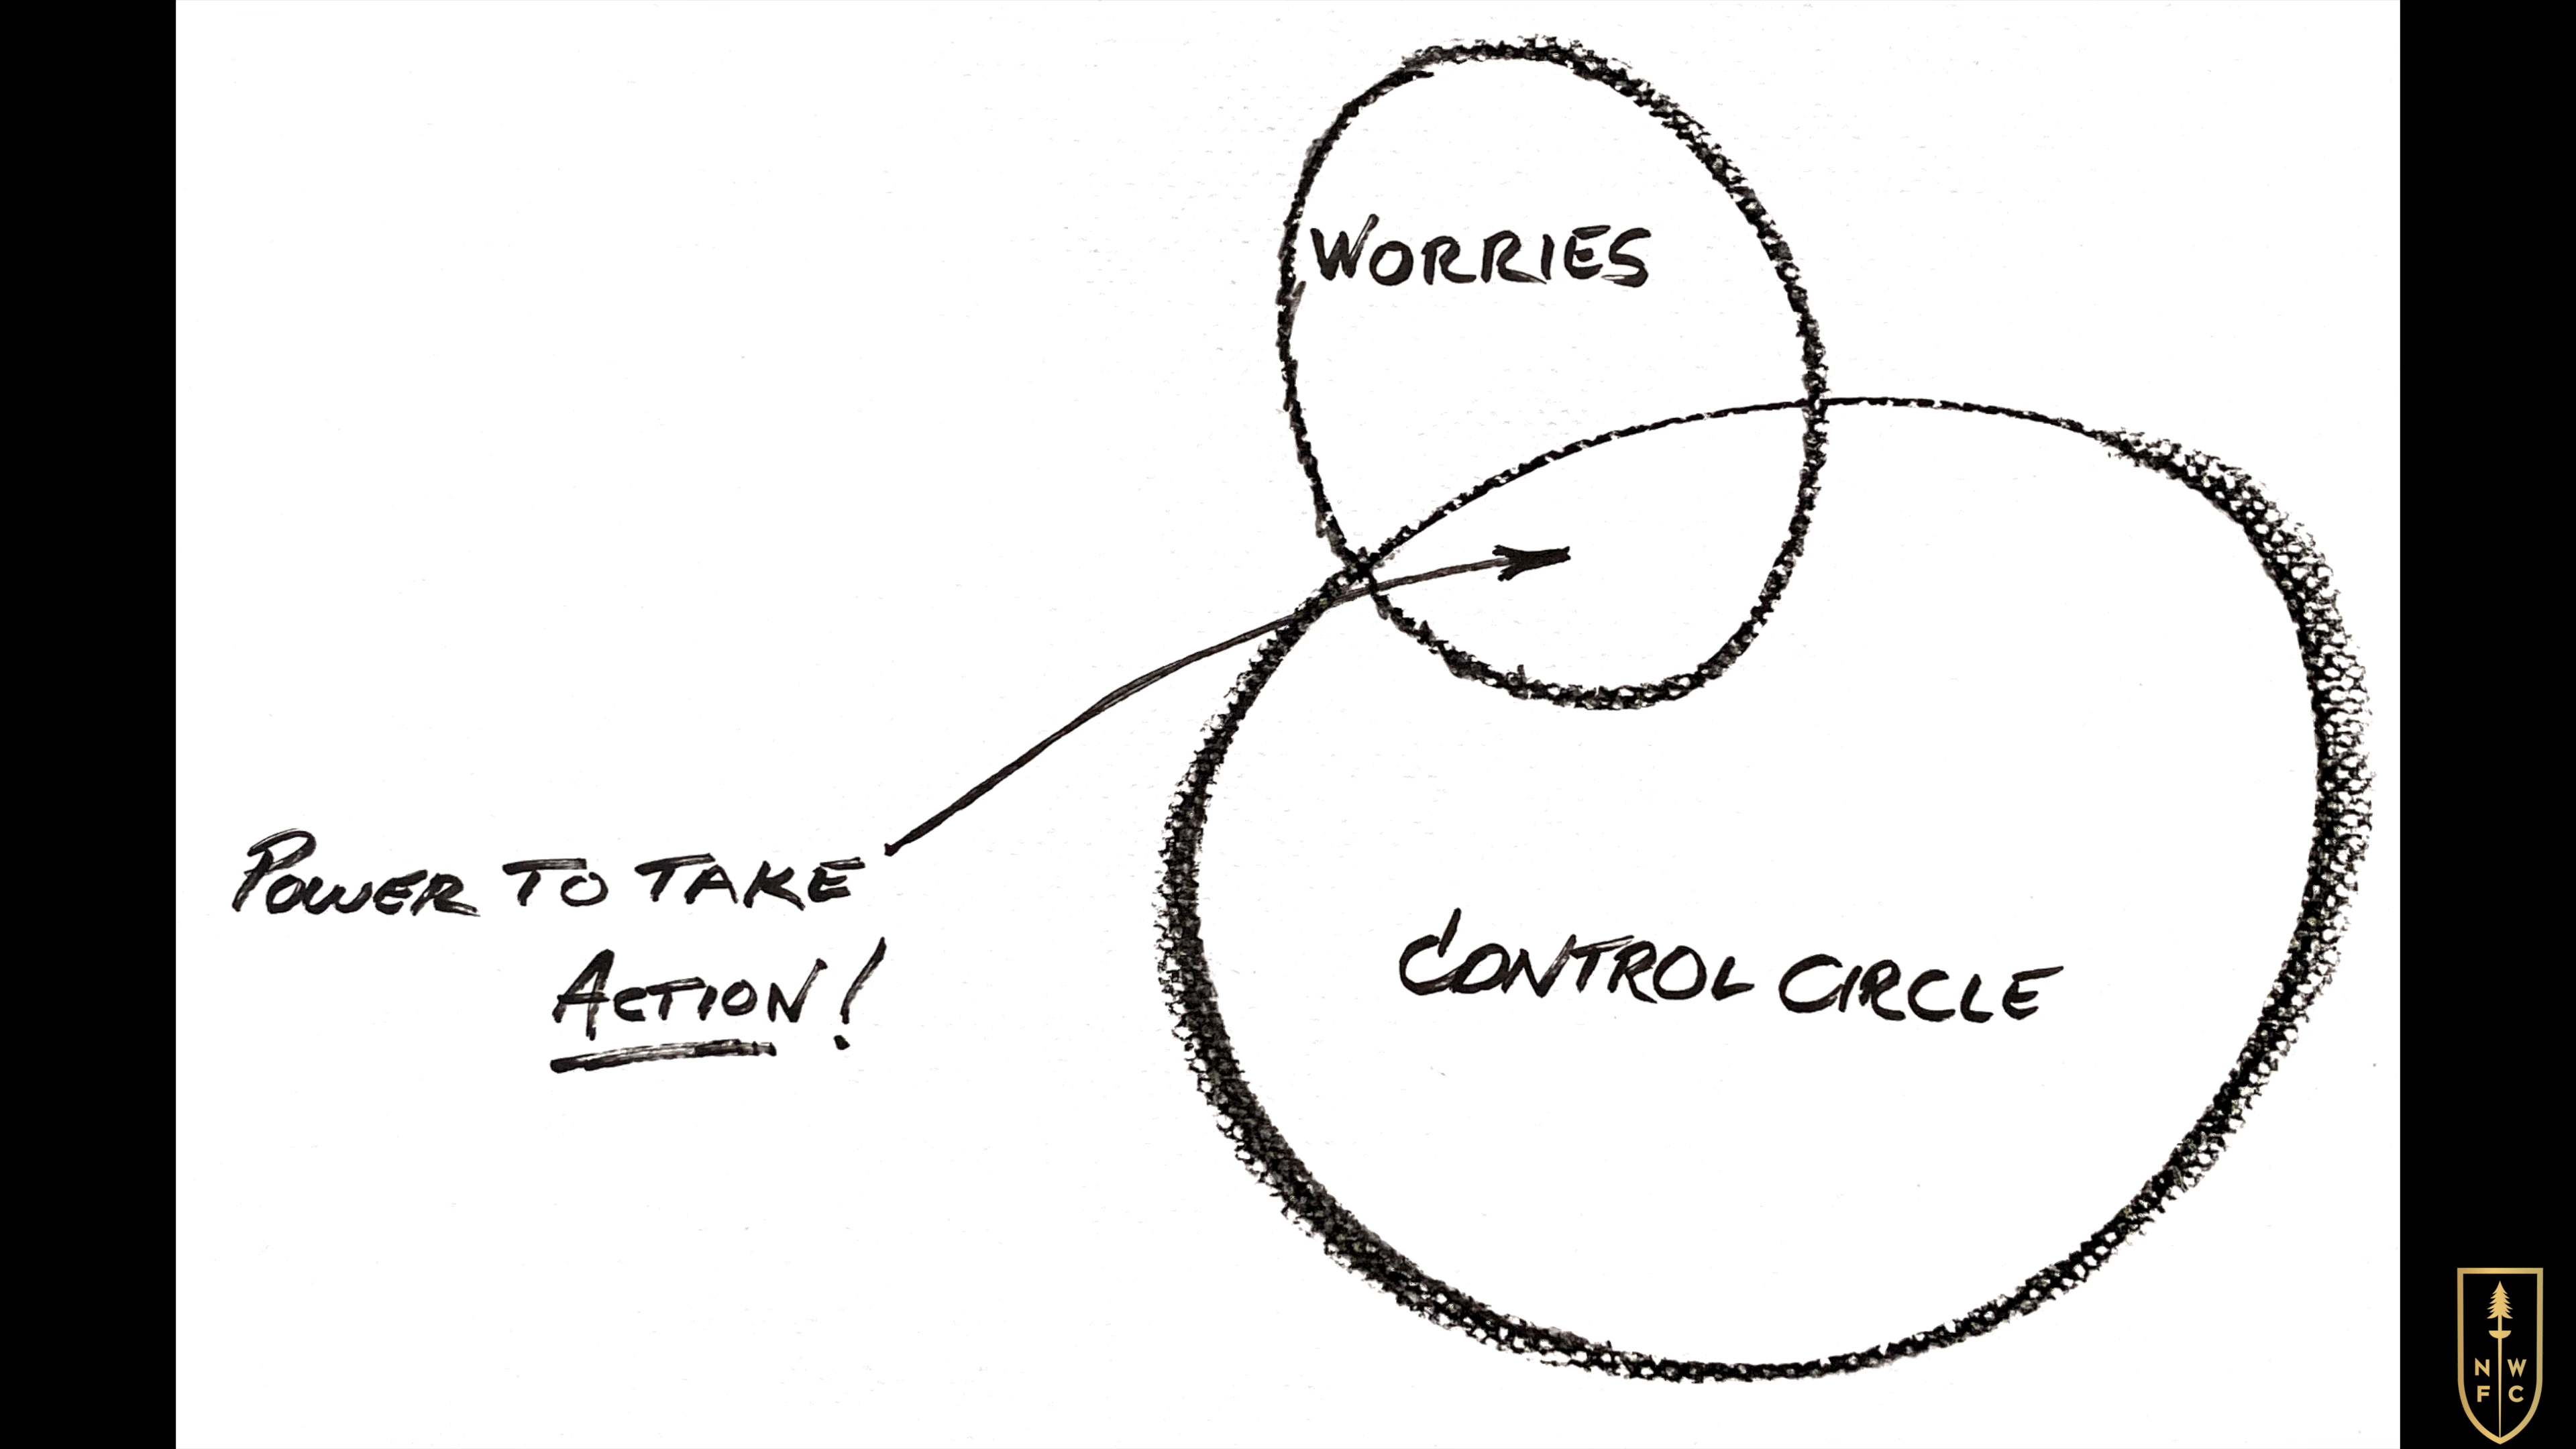 WORRIES
POWER TO TAKE
ACTION!
CONTROL CIRCLE
N W
F C